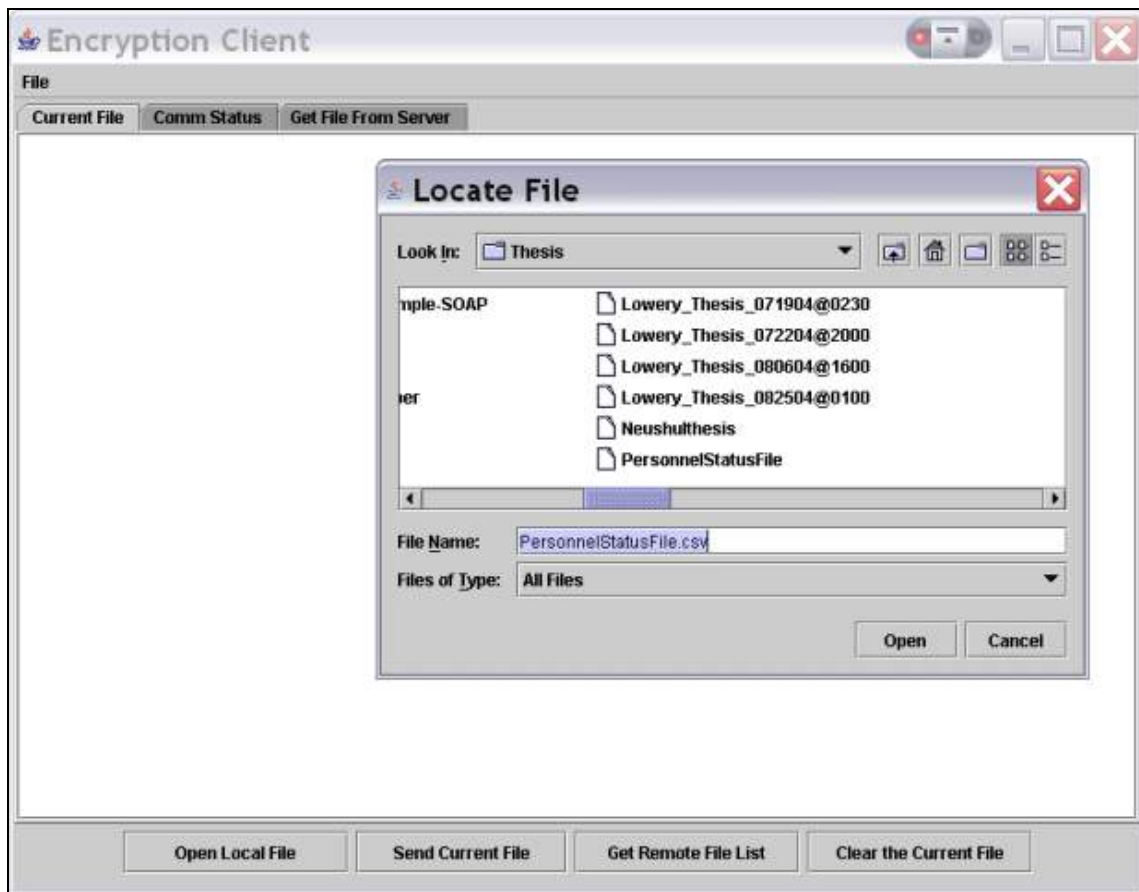 Encryption Client
File
Current File Comm Status Get File From Server
Locate File
Look In: Thesis
mple-SOAP Lowery_Thesis_071904@0230
Lowery_Thesis_072204@2000
Lowery_Thesis_080604@1600
ner Lowery_Thesis_082504@0100
Neushulthesis
PersonnelStatusFile
File Name: PersonnelStatusFile.csv
Files of Type: All Files
Open Cancel
Open Local File Send Current File Get Remote File List Clear the Current File